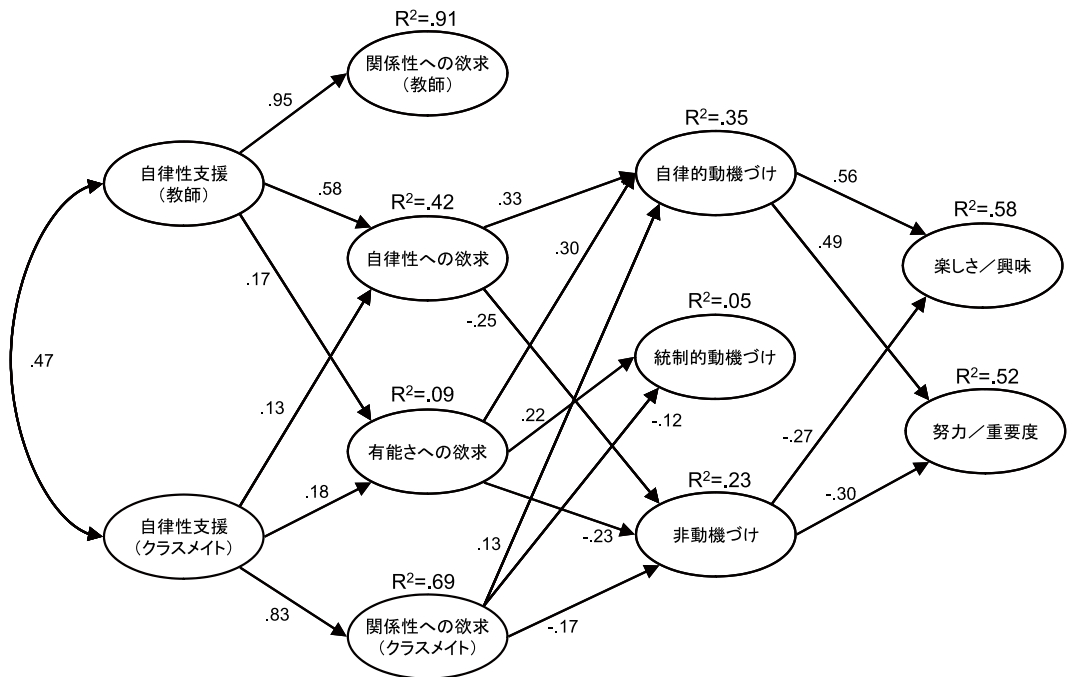 R²=.91
関係性への欲求
（教師）
.95
R²=.35
自律性支援
（教師）
.58
R²=.42
.33
自律的動機づけ
.56
R²=.58
自律性への欲求
.30
.49
楽しさ／興味
.17
-.25
R²=.05
.47
統制的動機づけ
R²=.52
.13
R²=.09
.22
-.12
努力／重要度
有能さへの欲求
-.27
.18
R²=.23
-.30
自律性支援
（クラスメイト）
-.23
非動機づけ
.13
R²=.69
.83
関係性への欲求
（クラスメイト）
-.17